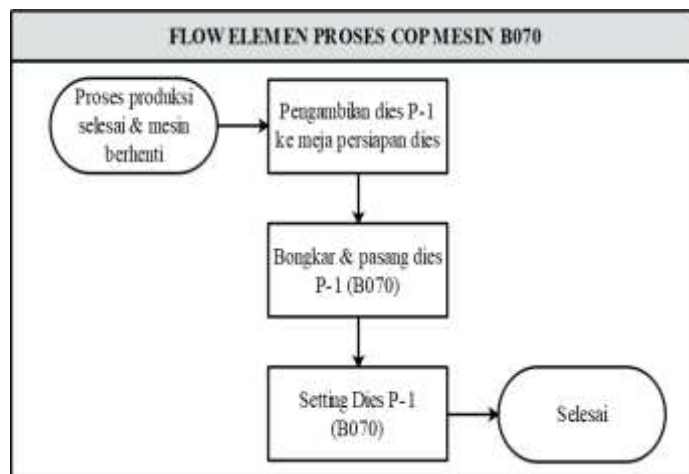 FLOW ELEMEN PROSES COP MESIN B070
Proses produksi
selesai & mesin
berhenti
Pengambilan dies P-1
ke meja persiapan dies
Bongkar & pasang dies
P-1 (B070)
Setting Dies P-1
(B070)
Selesai